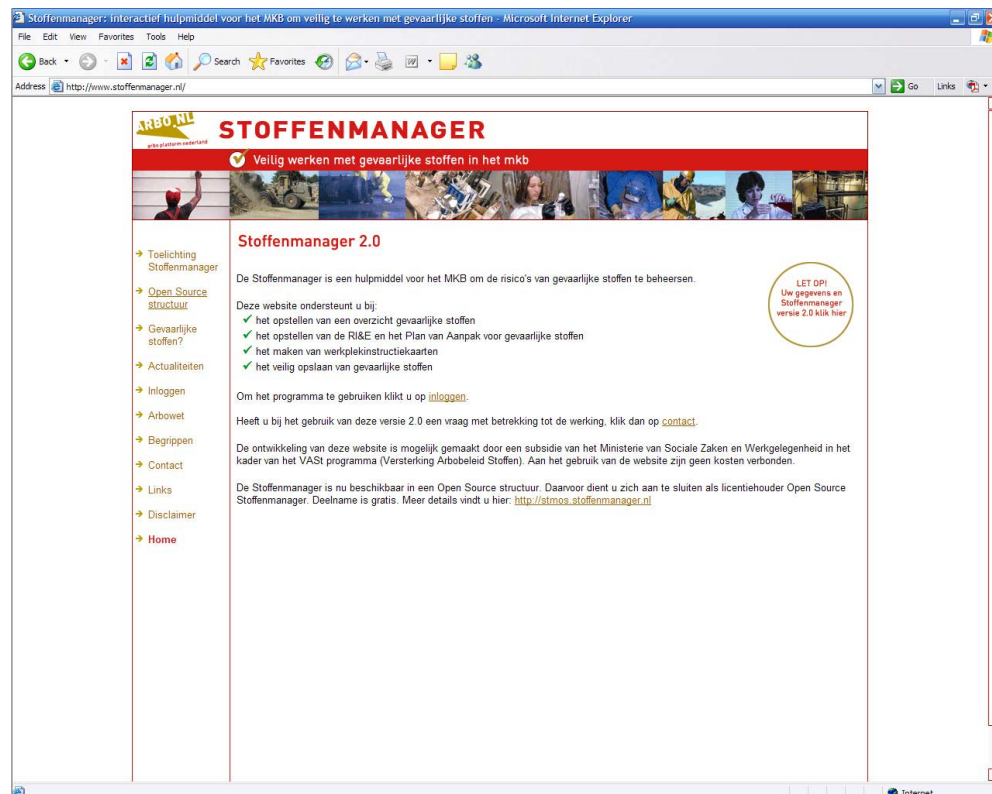 Stoffenmanager: interactief hulpmiddel voor het MKB om veilig te werken met gevaarlijke stoffen - Microsoft Internet Explorer
File Edit View Favorites Tools Help
Back Search Favorites
Address http://www.stoffenmanager.nl/ Go Links
ARBO.NL
arbo platform nederland
STOFFENMANAGER
Veilig werken met gevaarlijke stoffen in het mkb
Toelichting
Stoffenmanager
Open Source
structuur
Gevaarlijke
stoffen?
Actualiteiten
Inloggen
Arbowet
Begrippen
Contact
Links
Disclaimer
Home
Stoffenmanager 2.0
De Stoffenmanager is een hulpmiddel voor het MKB om de risico's van gevaarlijke stoffen te beheersen.
Deze website ondersteunt u bij:
het opstellen van een overzicht gevaarlijke stoffen
het opstellen van de RI&E en het Plan van Aanpak voor gevaarlijke stoffen
het maken van werkplekinstructiekaarten
het veilig opslaan van gevaarlijke stoffen
Om het programma te gebruiken klikt u op inloggen.
Heeft u bij het gebruik van deze versie 2.0 een vraag met betrekking tot de werking, klik dan op contact.
De ontwikkeling van deze website is mogelijk gemaakt door een subsidie van het Ministerie van Sociale Zaken en Werkgelegenheid in het
kader van het VASt programma (Versterking Arbobeleid Stoffen). Aan het gebruik van de website zijn geen kosten verbonden.
De Stoffenmanager is nu beschikbaar in een Open Source structuur. Daarvoor dient u zich aan te sluiten als licentiehouder Open Source
Stoffenmanager. Deelname is gratis. Meer details vindt u hier: http://stmos.stoffenmanager.nl
LET OP!
Uw gegevens en
Stoffenmanager
versie 2.0 klik hier
Internet